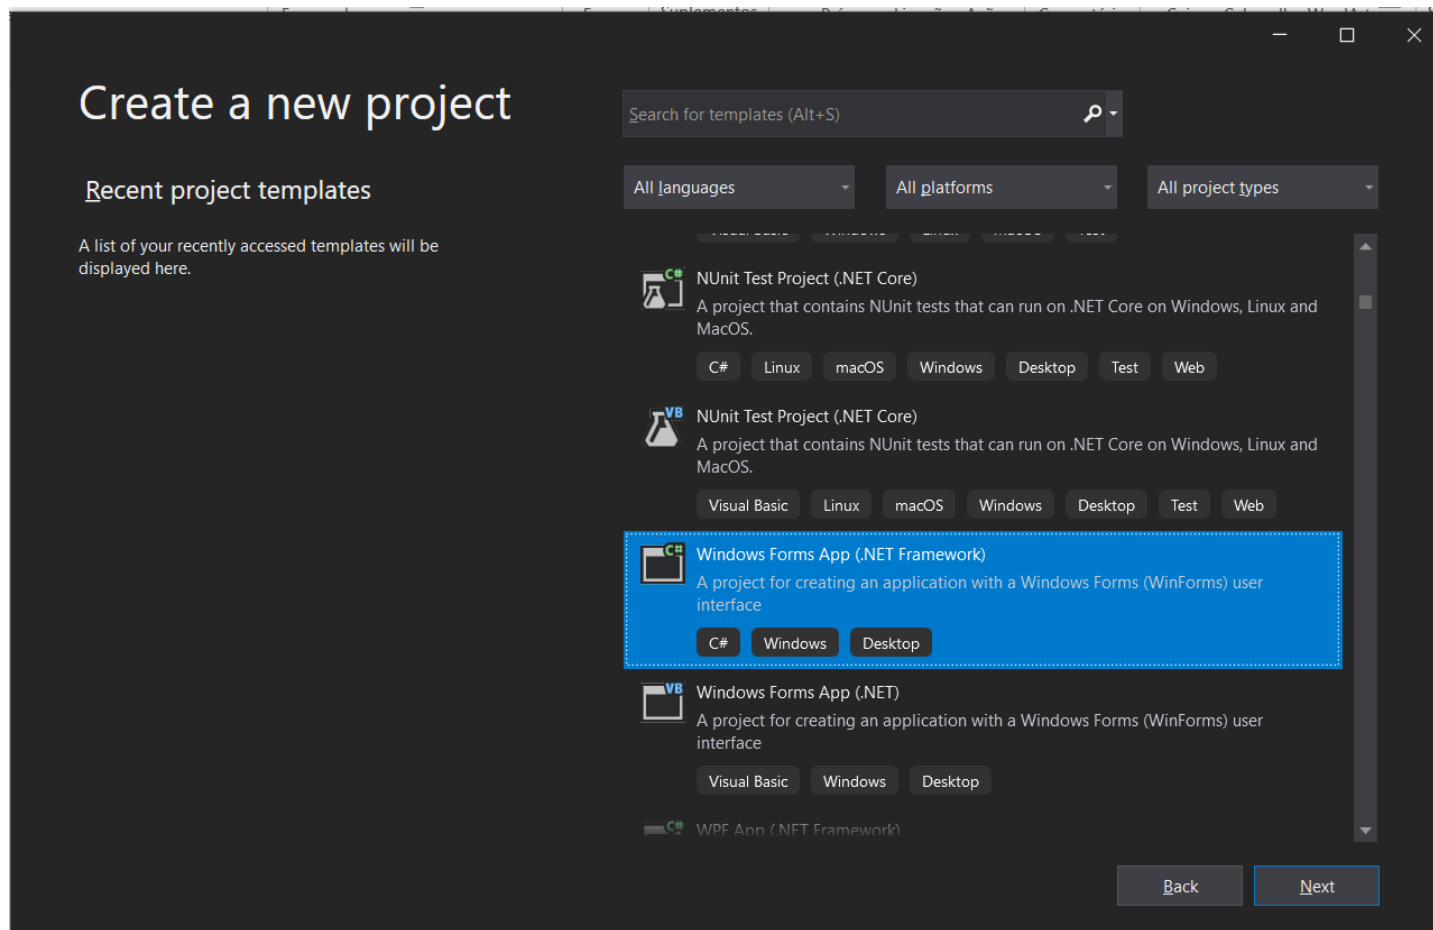 Create a new project
Search for templates (Alt+S)
Recent project templates
All languages
All platforms
All project types
A list of your recently accessed templates will be
displayed here.
C#
NUnit Test Project (.NET Core)
A project that contains NUnit tests that can run on .NET Core on Windows, Linux and
MacOS.
C# Linux macOS Windows Desktop Test Web
VB
NUnit Test Project (.NET Core)
A project that contains NUnit tests that can run on .NET Core on Windows, Linux and
MacOS.
Visual Basic Linux macOS Windows Desktop Test Web
C#
Windows Forms App (.NET Framework)
A project for creating an application with a Windows Forms (WinForms) user
interface
C# Windows Desktop
VB
Windows Forms App (.NET)
A project for creating an application with a Windows Forms (WinForms) user
interface
Visual Basic Windows Desktop
C#
WPF App (.NET Framework)
Back
Next